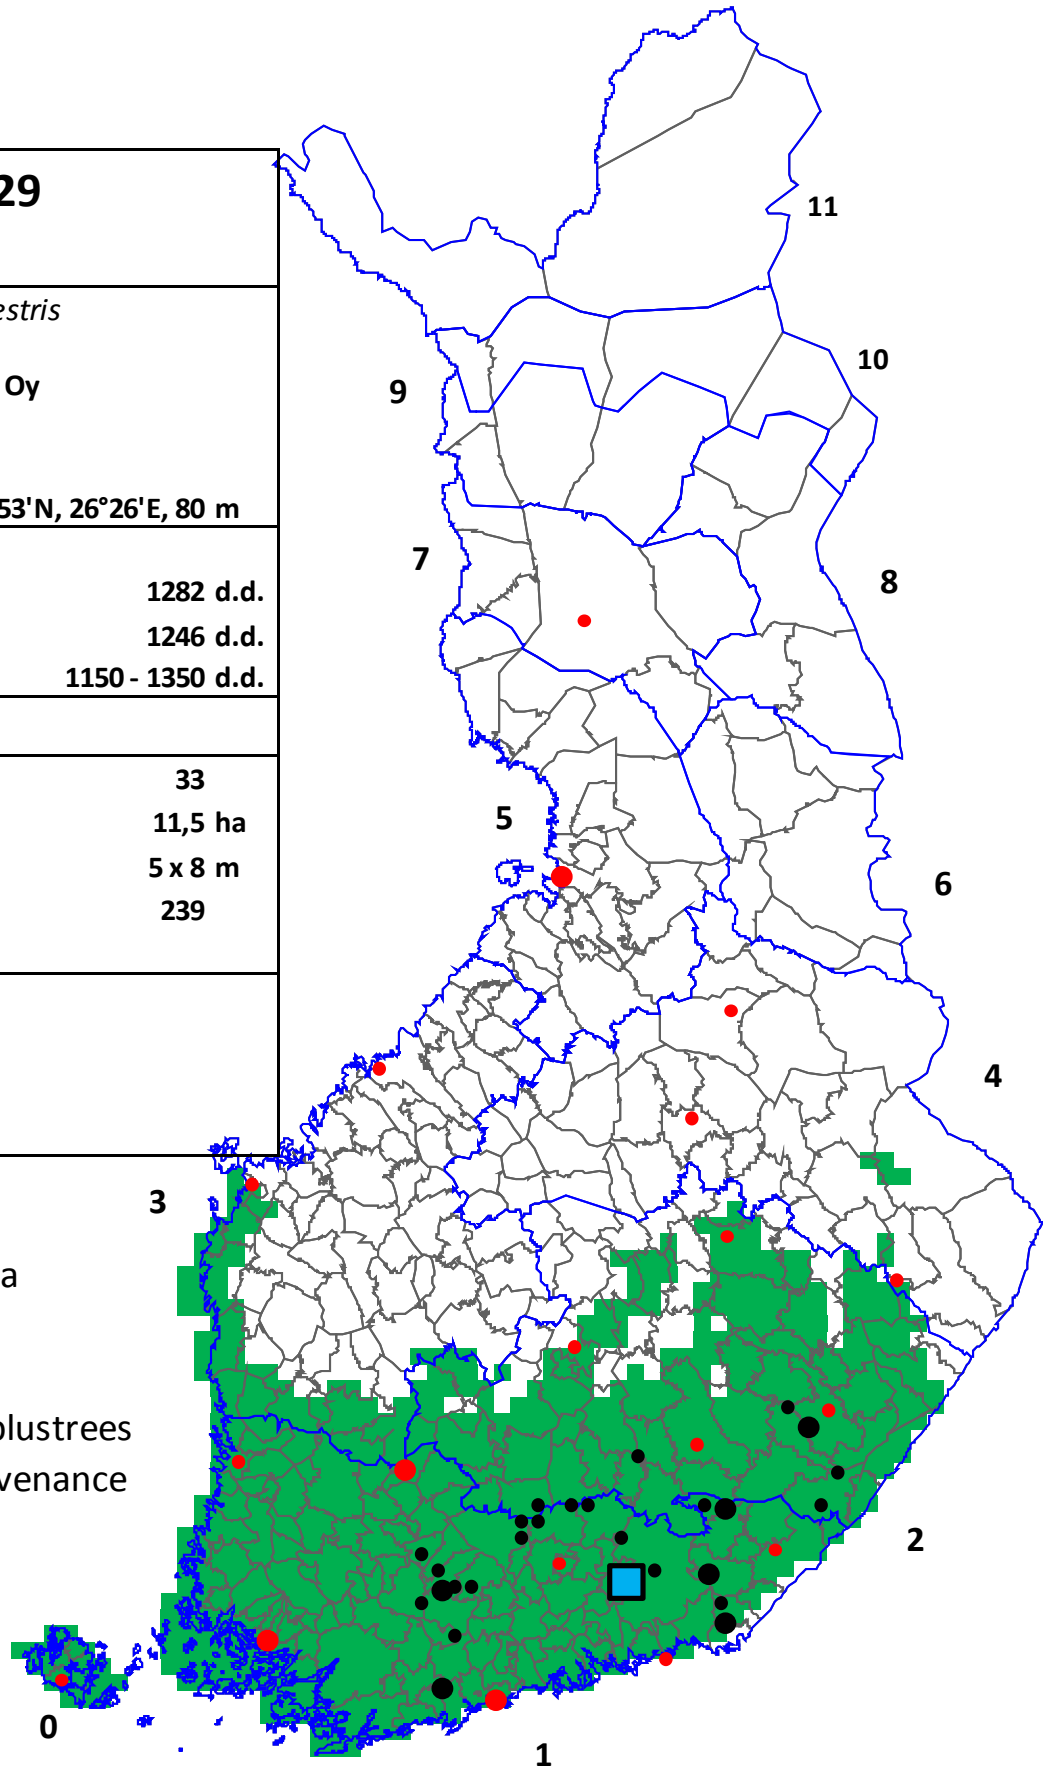 29
estris
Oy
53'N, 26°26'E, 80 m
1282 d.d.
1246 d.d.
1150 - 1350 d.d.
33
11,5 ha
5 x 8 m
239
11
10
9
7
8
5
6
4
3
a
plustrees
venance
2
0
1